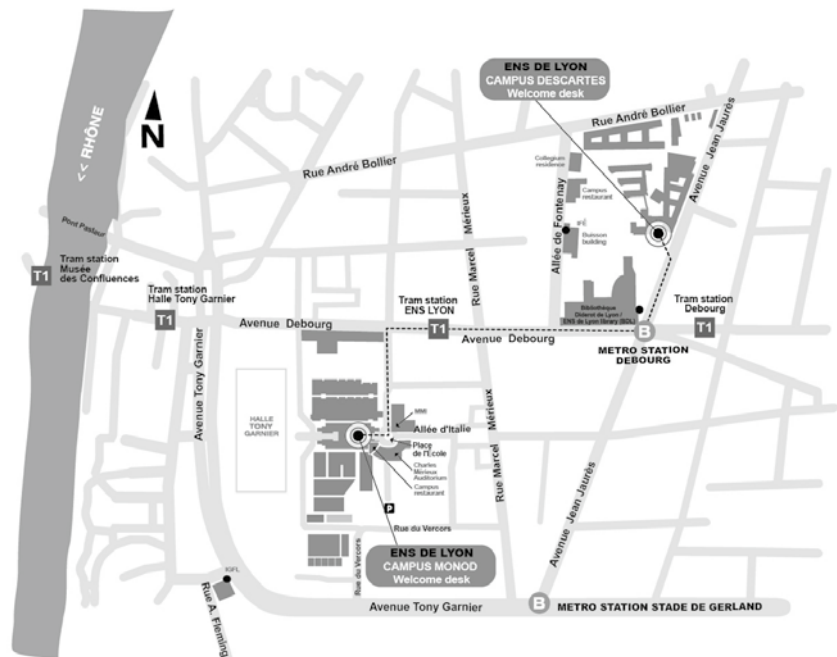 ENS DE LYON
CAMPUS DESCARTES
Welcome desk
Rue André Bollier
Avenue Jean Jaurès
<< RHÔNE
N
Rue André Bollier
Collegium
residence
Campus
restaurant
Allée de Fontenay
IFÉ
Buisson
building
Rue Marcel Mérieux
Pont Pasteur
T1
Tram station
Musée
des Confluences
Tram station
Halle Tony Garnier
T1
Tram station
ENS LYON
T1
Bibliothèque
Diderot de Lyon /
ENS de Lyon library (BDL)
Tram station
Debourg
T1
B
Avenue Debourg
Avenue Debourg
METRO STATION
DEBOURG
Avenue Tony Garnier
HALLE
TONY
GARNIER
MMI
Allée d'Italie
Place
de l'Ecole
Charles
Mérieux
Auditorium
Campus
restaurant
Rue Marcel Mérieux
P
Rue du Vercors
Rue du Vercors
Avenue Jean Jaurès
ENS DE LYON
CAMPUS MONOD
Welcome desk
IGFL
Rue A. Fleming
Avenue Tony Garnier
B
METRO STATION STADE DE GERLAND